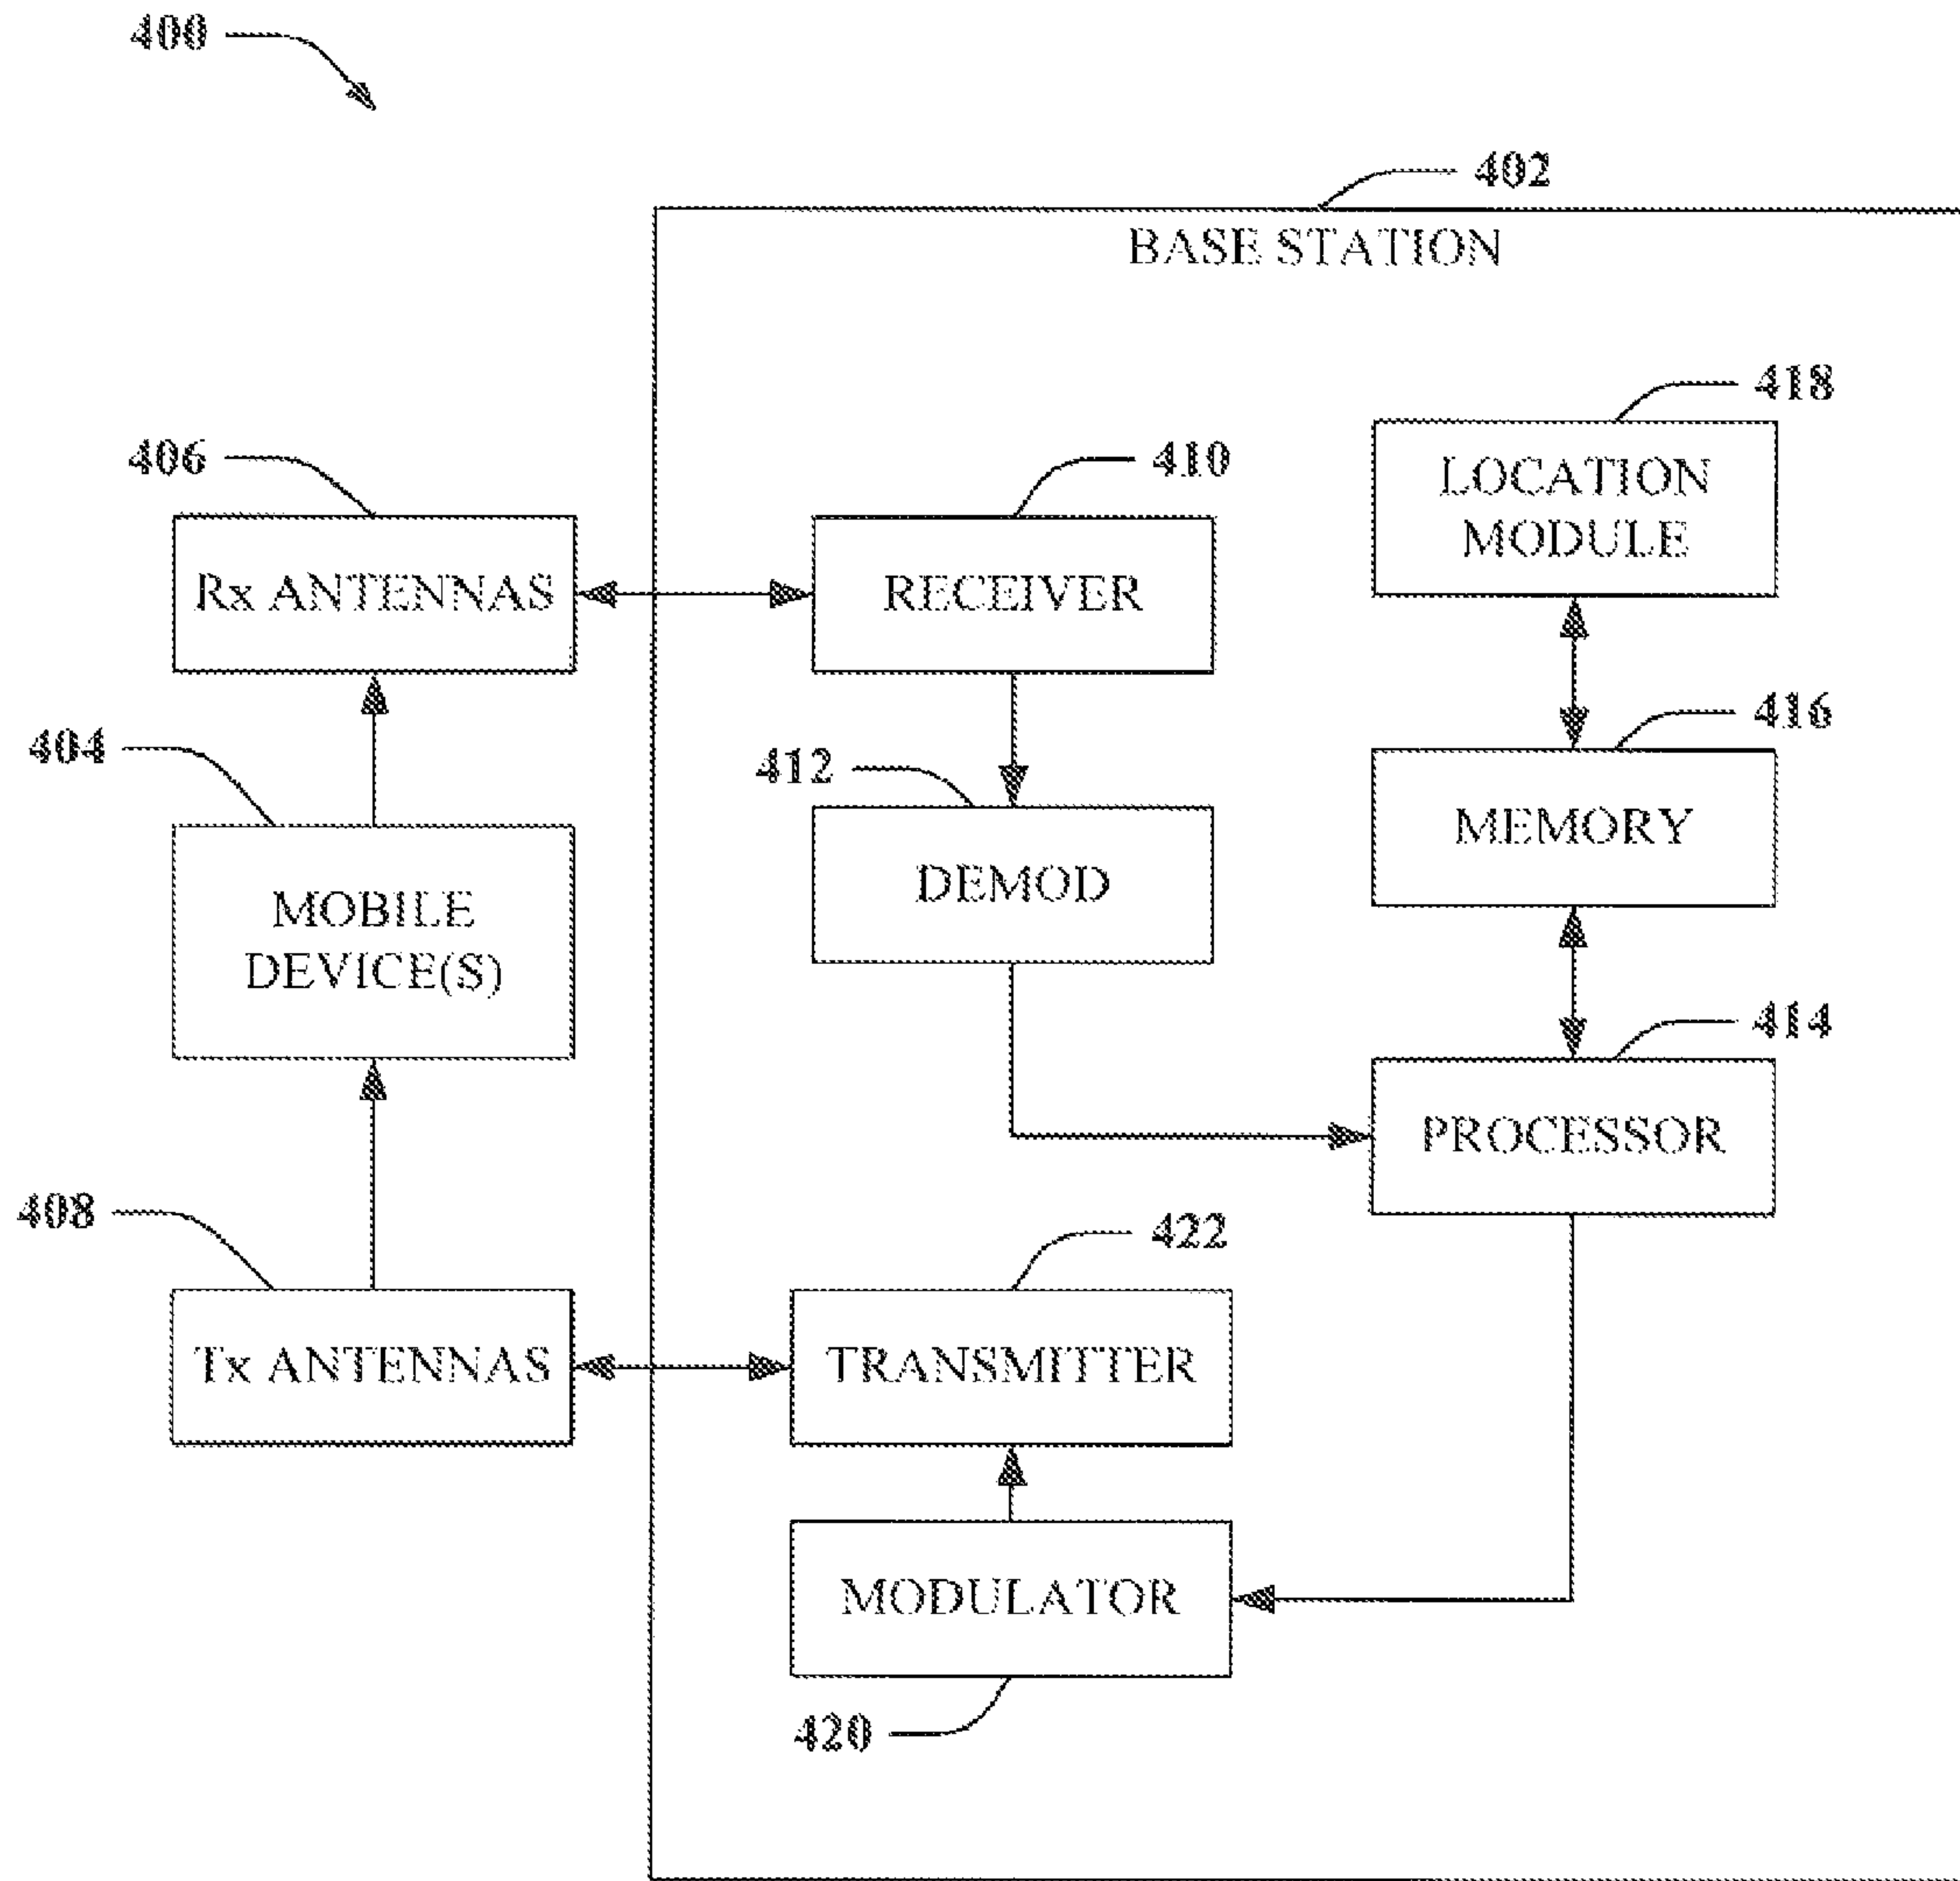 400
402
BASE STATION
418
LOCATION
MODULE
406
410
Rx ANTENNAS
RECEIVER
404
412
416
MOBILE
DEVICE(S)
DEMOD
MEMORY
414
PROCESSOR
408
422
Tx ANTENNAS
TRANSMITTER
MODULATOR
420